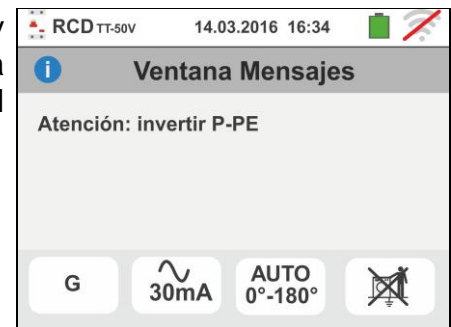 y
a
l
RCD TT-50V 14.03.2016 16:34
Ventana Mensajes
Atención: invertir P-PE
G
30mA
AUTO
0°-180°